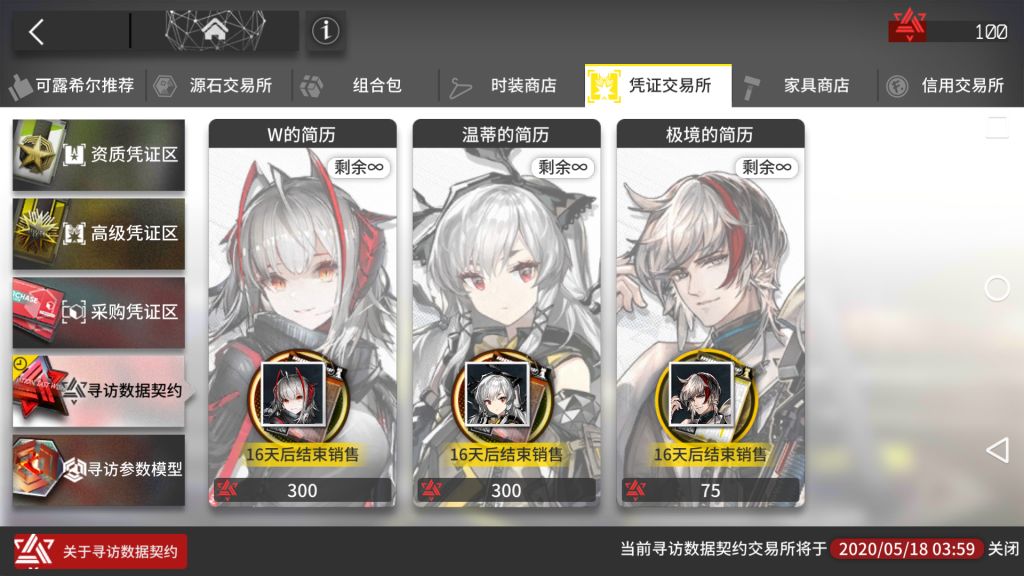 100
可露希尔推荐
源石交易所
组合包
时装商店
凭证交易所
家具商店
信用交易所
资质凭证区
高级凭证区
采购凭证区
寻访数据契约
寻访参数模型
W的简历
剩余∞
16天后结束销售
300
温蒂的简历
剩余∞
16天后结束销售
300
极境的简历
剩余∞
16天后结束销售
75
关于寻访数据契约
当前寻访数据契约交易所将于 2020/05/18 03:59 关闭